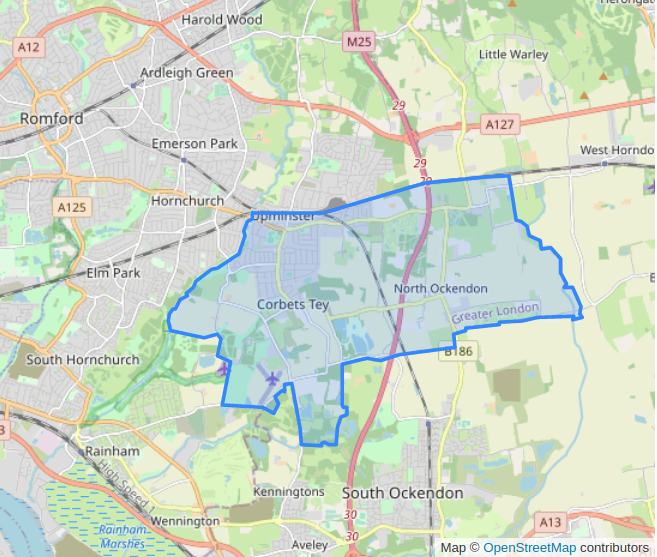 Harold Wood
Herongate
A12
M25
Little Warley
Ardleigh Green
29
Romford
A127
Emerson Park
West Horndo
29
29
Hornchurch
A125
Upminster
Elm Park
North Ockendon
Corbets Tey
Greater London
South Hornchurch
B186
Rainham
High Speed 1
Kenningtons
South Ockendon
Rainham
Marshes
Wennington
30
A13
30
Aveley
Map © OpenStreetMap contributors